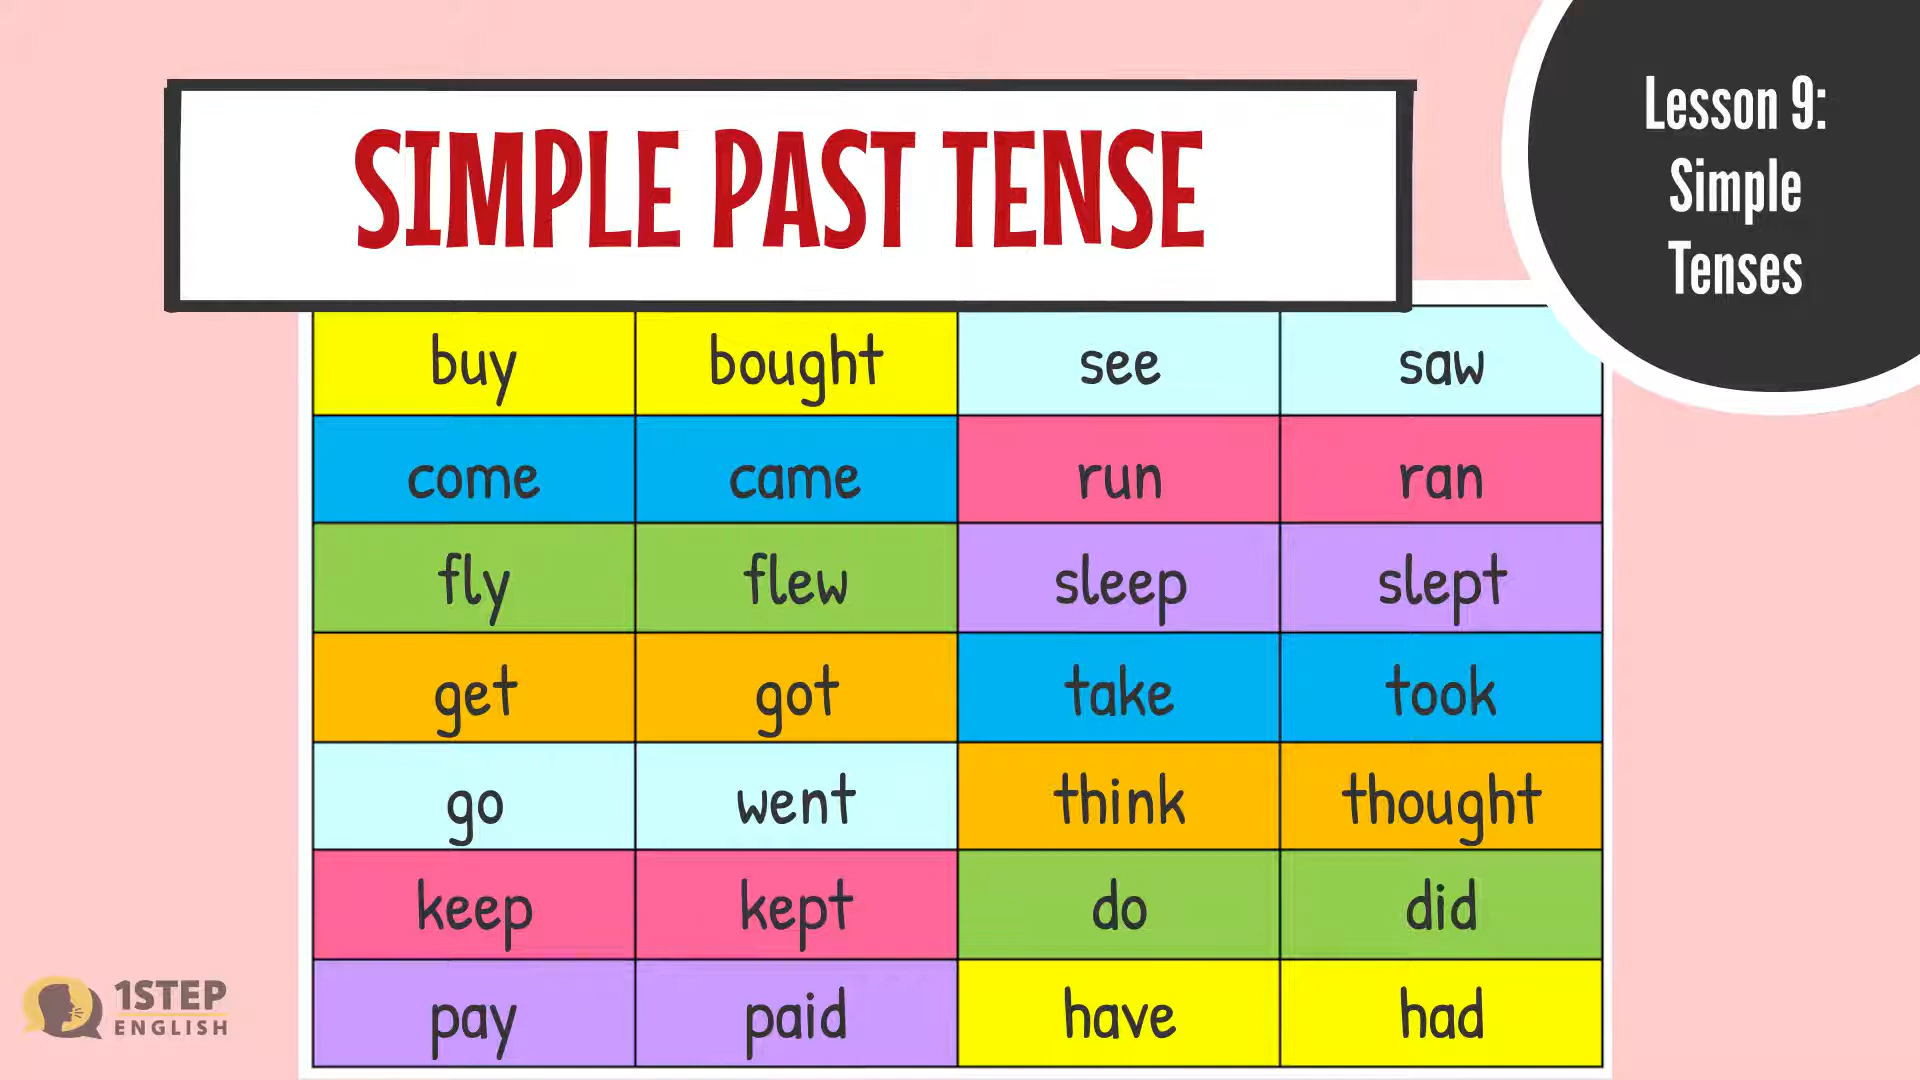 SIMPLE PAST TENSE
Lesson 9:
Simple
Tenses
buy bought see saw
come came run ran
fly flew sleep slept
get got take took
go went think thought
keep kept do did
pay paid have had
1STEP
ENGLISH